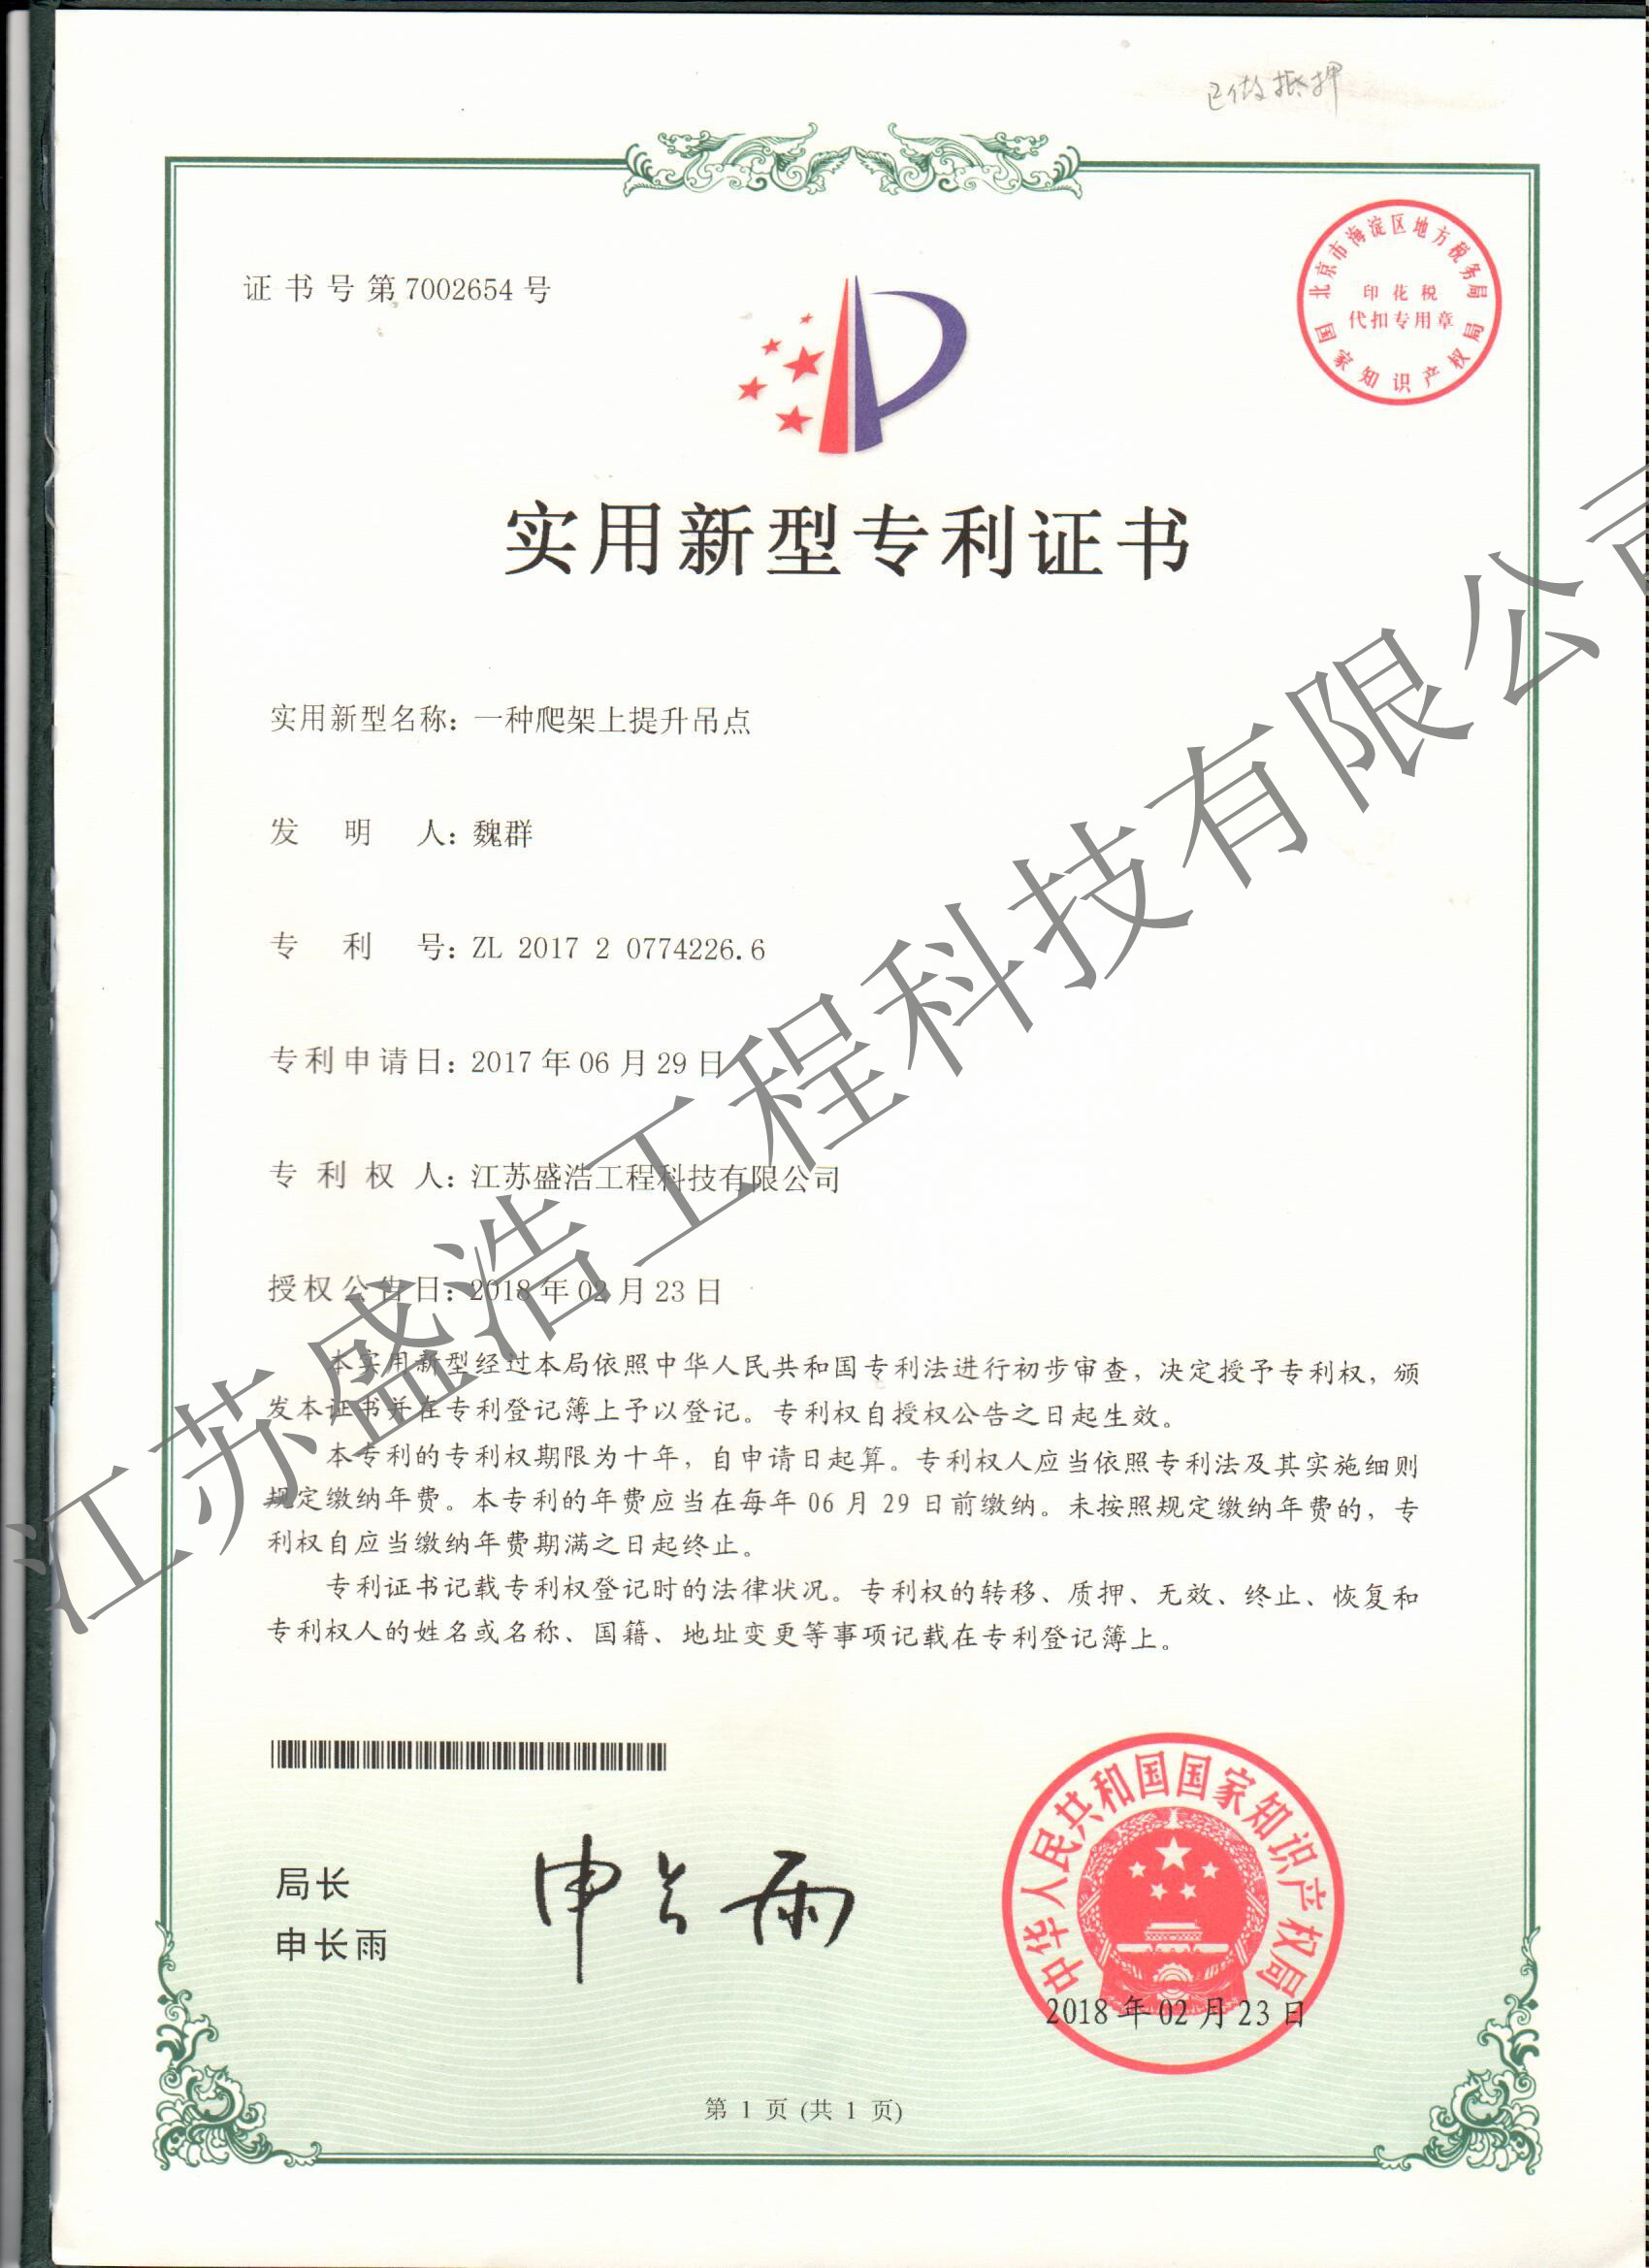 已做抵押
证书号第7002654号
北京市海淀区地方税务局
印花税
代扣专用章
国家知识产权局
实用新型专利证书
实用新型名称：一种爬架上提升吊点
发明人：魏群
专利号：ZL 2017 2 0774226.6
专利申请日：2017年06月29日
专利权人：江苏盛浩工程科技有限公司
授权公告日：2018年02月23日
本实用新型经过本局依照中华人民共和国专利法进行初步审查，决定授予专利权，颁
发本证书并在专利登记簿上予以登记。专利权自授权公告之日起生效。
本专利的专利权期限为十年，自申请日起算。专利权人应当依照专利法及其实施细则
规定缴纳年费。本专利的年费应当在每年06月29日前缴纳。未按照规定缴纳年费的，专
利权自应当缴纳年费期满之日起终止。
专利证书记载专利权登记时的法律状况。专利权的转移、质押、无效、终止、恢复和
专利权人的姓名或名称、国籍、地址变更等事项记载在专利登记簿上。
局长
申长雨
申长雨
中华人民共和国国家知识产权局
2018年02月23日
第1页(共1页)
江苏盛浩工程科技有限公司